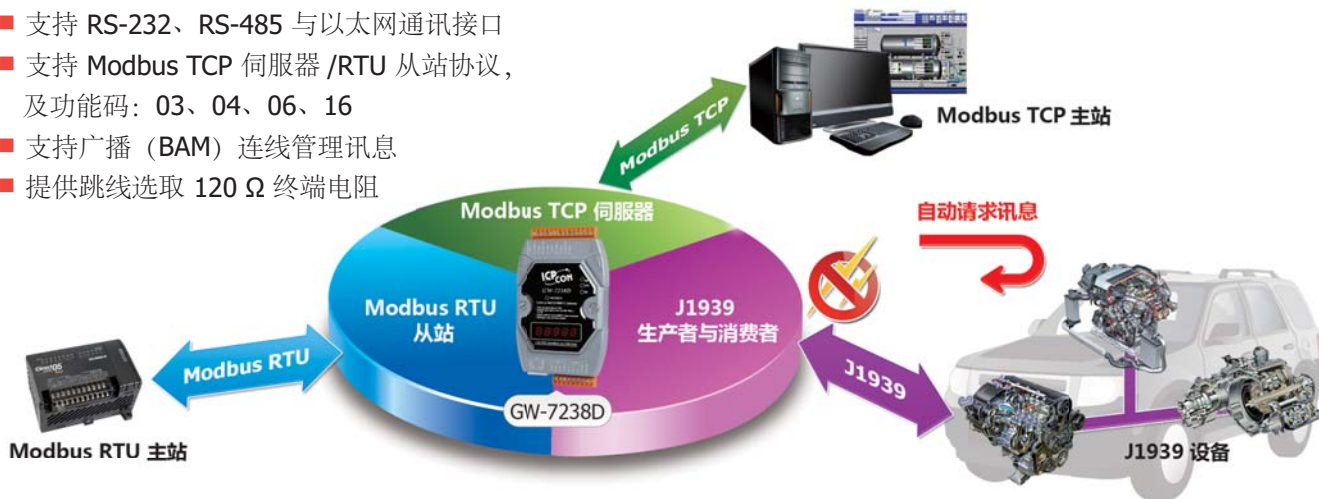 支持 RS-232、RS-485 与以太网通讯接口
支持 Modbus TCP 伺服器 /RTU 从站协议，
及功能码：03、04、06、16
支持广播（BAM）连线管理讯息
提供跳线选取 120 Ω 终端电阻
Modbus TCP 主站
Modbus TCP
Modbus TCP 伺服器
自动请求讯息
ICP CON
GW-7238D
Modbus RTU
从站
J1939
生产者与消费者
Modbus RTU
J1939
GW-7238D
Modbus RTU 主站
J1939 设备